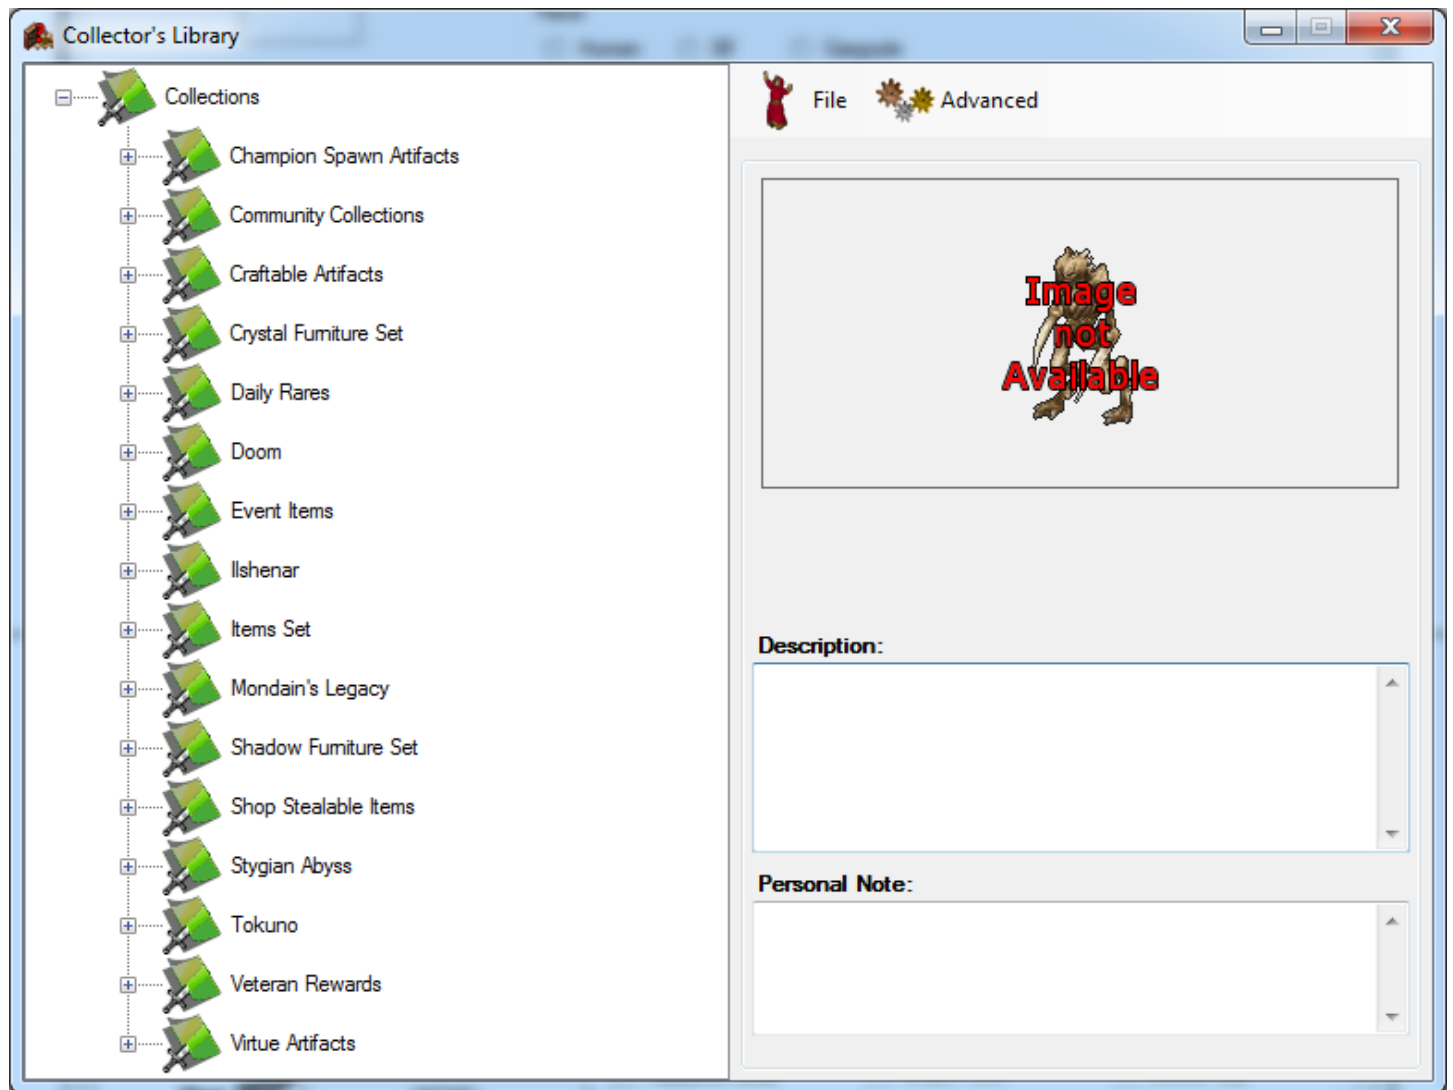 Collector's Library
Collections
Champion Spawn Artifacts
Community Collections
Craftable Artifacts
Crystal Furniture Set
Daily Rares
Doom
Event Items
Ilshenar
Items Set
Mondain's Legacy
Shadow Furniture Set
Shop Stealable Items
Stygian Abyss
Tokuno
Veteran Rewards
Virtue Artifacts
File Advanced
Image
not
Available
Description:
Personal Note: